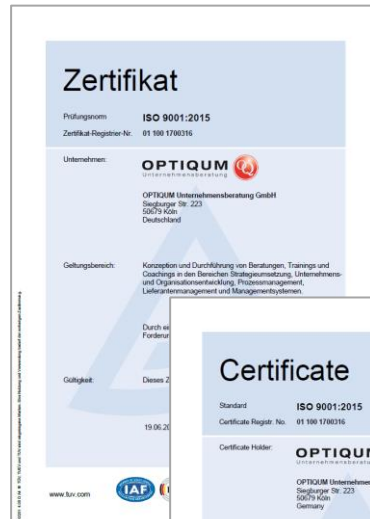 Zertifikat
Prüfungsnorm ISO 9001:2015
Zertifikat-Registrier-Nr. 01 100 1700316
Unternehmen: OPTIQUM
Unternehmensberatung
OPTIQUM Unternehmensberatung GmbH
Siegburger Str. 223
50679 Köln
Deutschland
Geltungsbereich: Konzeption und Durchführung von Beratungen, Trainings und
Coachings in den Bereichen Strategieumsetzung, Unternehmens-
und Organisationsentwicklung, Prozessmanagement,
Lieferantenmanagement und Managementsystemen.
Durch ei
Forderun
Gültigkeit: Dieses Z
19.06.20
www.tuv.com
IAF
Certificate
Standard ISO 9001:2015
Certificate Registr. No. 01 100 1700316
Certificate Holder: OPTIQUM
Unternehmensberatu
OPTIQUM Unternehmen
Siegburger Str. 223
50679 Köln
Germany